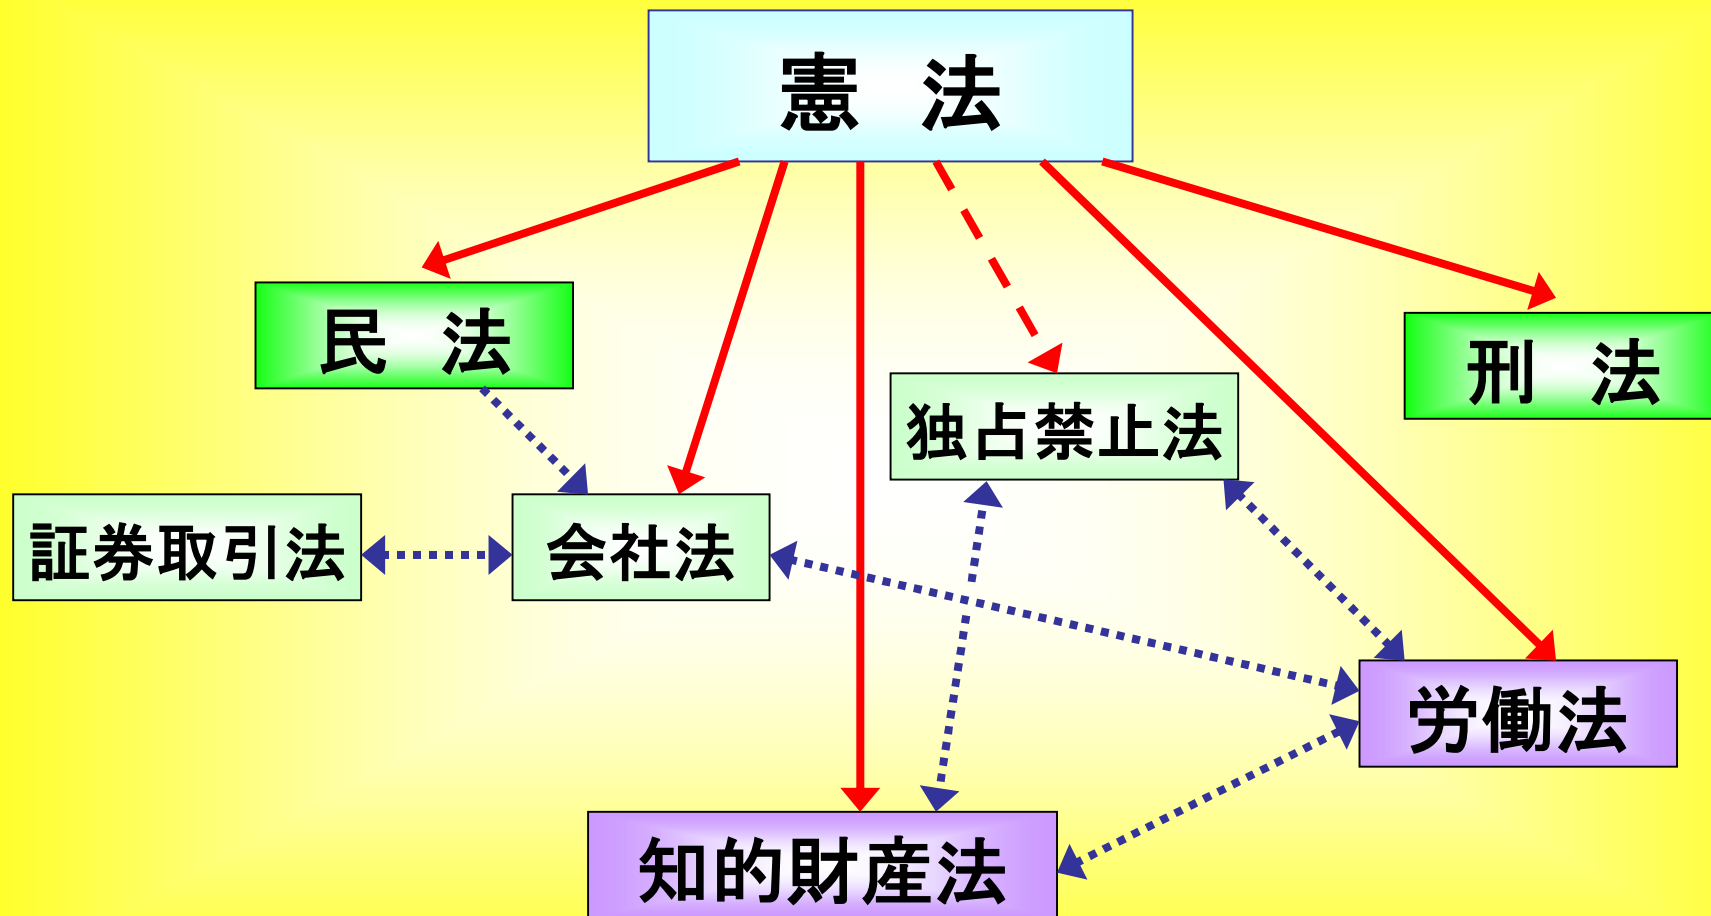 憲　法
民　法
刑　法
独占禁止法
証券取引法
会社法
労働法
知的財産法